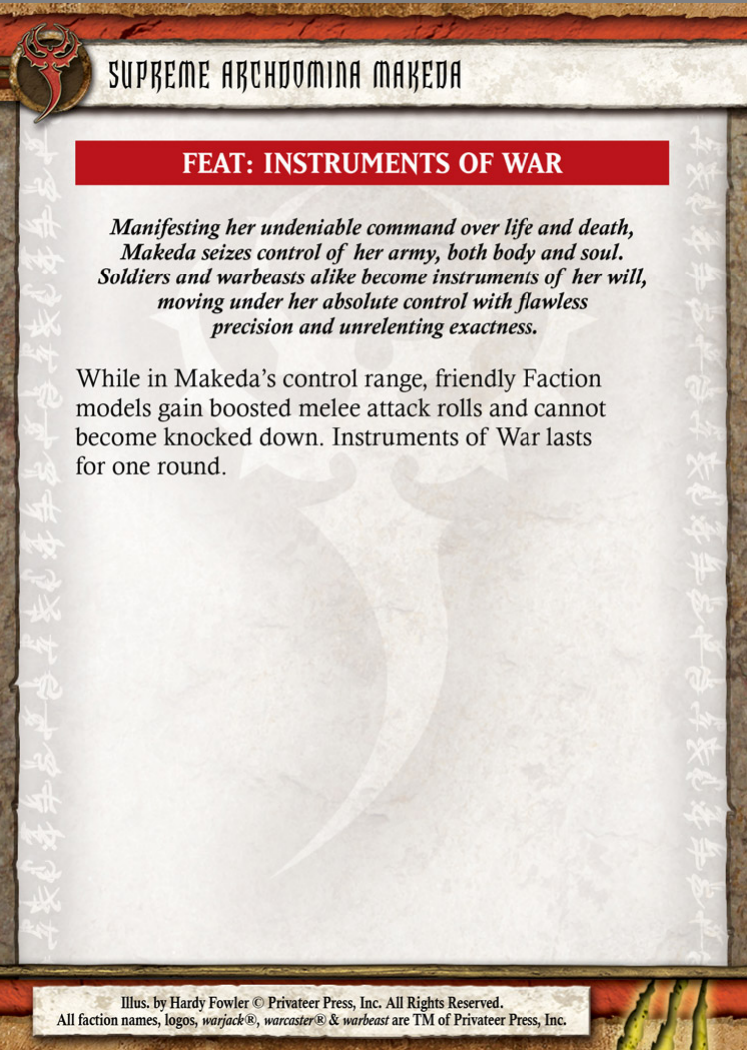 SUPREME ARCHDOMINA MAKEDA
FEAT: INSTRUMENTS OF WAR
Manifesting her undeniable command over life and death,
Makeda seizes control of her army, both body and soul.
Soldiers and warbeasts alike become instruments of her will,
moving under her absolute control with flawless
precision and unrelenting exactness.
While in Makeda’s control range, friendly Faction
models gain boosted melee attack rolls and cannot
become knocked down. Instruments of War lasts
for one round.
Illus. by Hardy Fowler © Privateer Press, Inc. All Rights Reserved.
All faction names, logos, warjack®, warcaster® & warbeast are TM of Privateer Press, Inc.